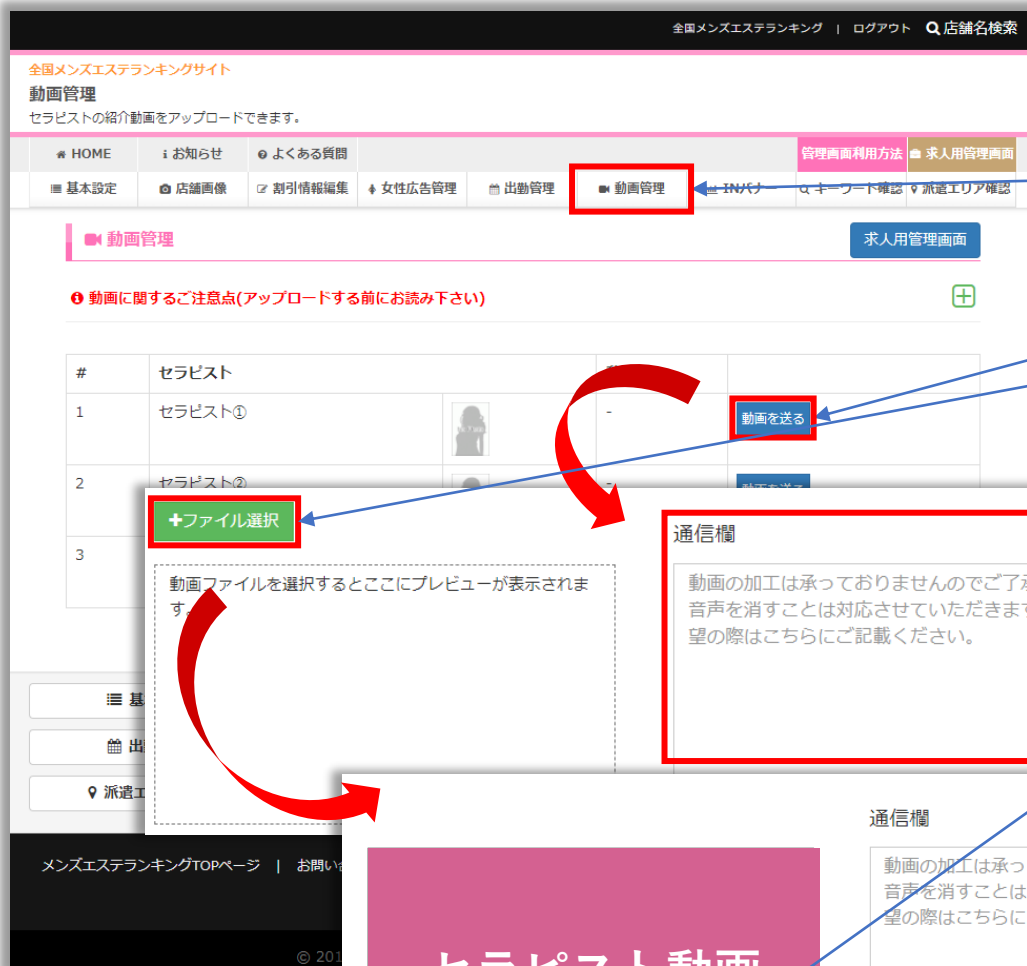 全国メンズエステランキング | ログアウト 店舗名検索
全国メンズエステランキングサイト
動画管理
セラピストの紹介動画をアップロードできます。
HOME お知らせ よくある質問 管理画面利用方法 求人用管理画面
基本設定 店舗画像 割引情報編集 女性広告管理 出勤管理 動画管理 INバナー キーワード確認 派遣エリア確認
動画管理 求人用管理画面
動画に関するご注意点(アップロードする前にお読み下さい)
# セラピスト
1 セラピスト① - 動画を送る
2 セラピスト② - 動画を送る
3
+ファイル選択
動画ファイルを選択するとここにプレビューが表示されま
す。
通信欄
動画の加工は承っておりませんのでご了
音声を消すことは対応させていただきます
望の際はこちらにご記載ください。
基
出
派遣エ
通信欄
動画の加工は承っ
音声を消すことは
望の際はこちらに
セラピスト動画
メンズエステランキングTOPページ | お問い
© 201